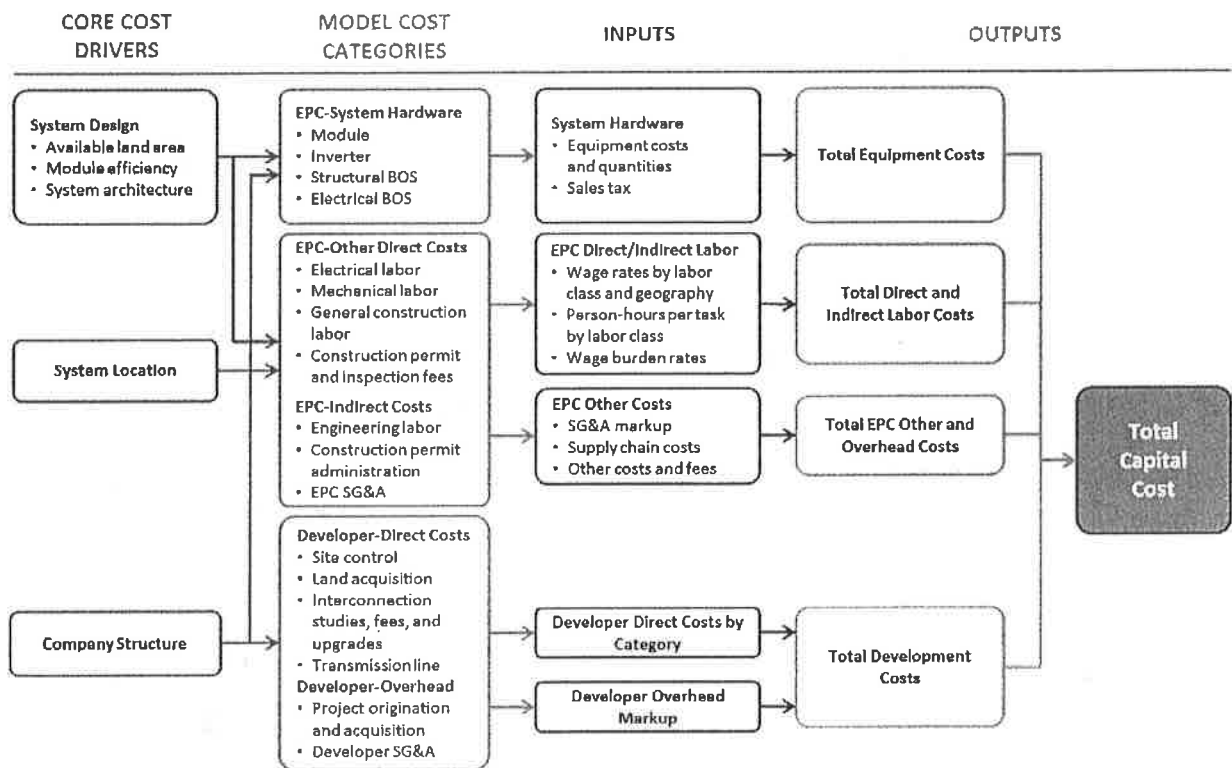 CORE COST
DRIVERS
MODEL COST
CATEGORIES
INPUTS
OUTPUTS
System Design
• Available land area
• Module efficiency
• System architecture
System Location
Company Structure
EPC-System Hardware
• Module
• Inverter
• Structural BOS
• Electrical BOS
EPC-Other Direct Costs
• Electrical labor
• Mechanical labor
• General construction
labor
• Construction permit
and inspection fees
EPC-Indirect Costs
• Engineering labor
• Construction permit
administration
• EPC SG&A
Developer-Direct Costs
• Site control
• Land acquisition
• Interconnection
studies, fees, and
upgrades
• Transmission line
Developer-Overhead
• Project origination
and acquisition
• Developer SG&A
System Hardware
• Equipment costs
and quantities
• Sales tax
EPC Direct/Indirect Labor
• Wage rates by labor
class and geography
• Person-hours per task
by labor class
• Wage burden rates
EPC Other Costs
• SG&A markup
• Supply chain costs
• Other costs and fees
Developer Direct Costs by
Category
Developer Overhead
Markup
Total Equipment Costs
Total Direct and
Indirect Labor Costs
Total EPC Other and
Overhead Costs
Total Development
Costs
Total
Capital
Cost